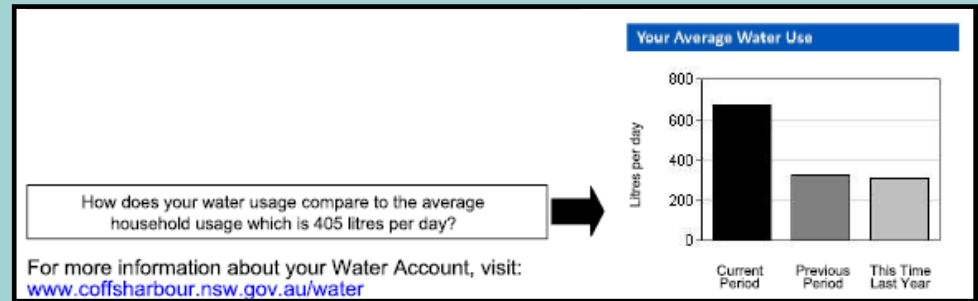 Your Average Water Use
800
600
400
200
0
Litres per day
Current Period
Previous Period
This Time Last Year
How does your water usage compare to the average
household usage which is 405 litres per day?
For more information about your Water Account, visit:
www.coffsharbour.nsw.gov.au/water